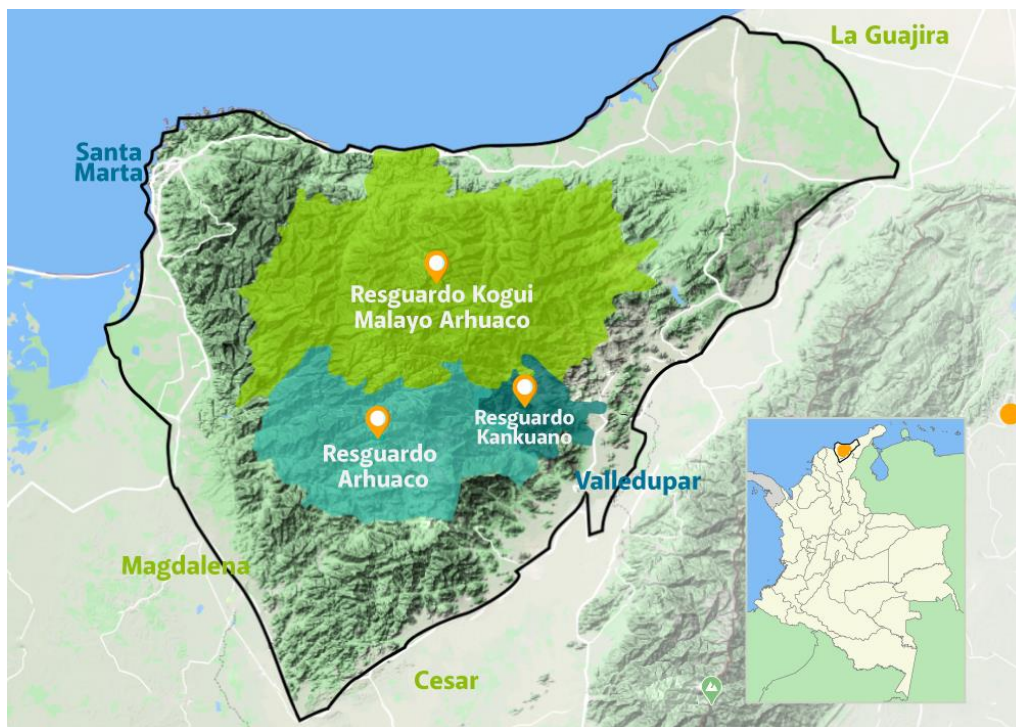 La Guajira
Santa
Marta
Resguardo Kogui
Malayo Arhuaco
Resguardo
Kankuano
Resguardo
Arhuaco
Valledupar
Magdalena
Cesar